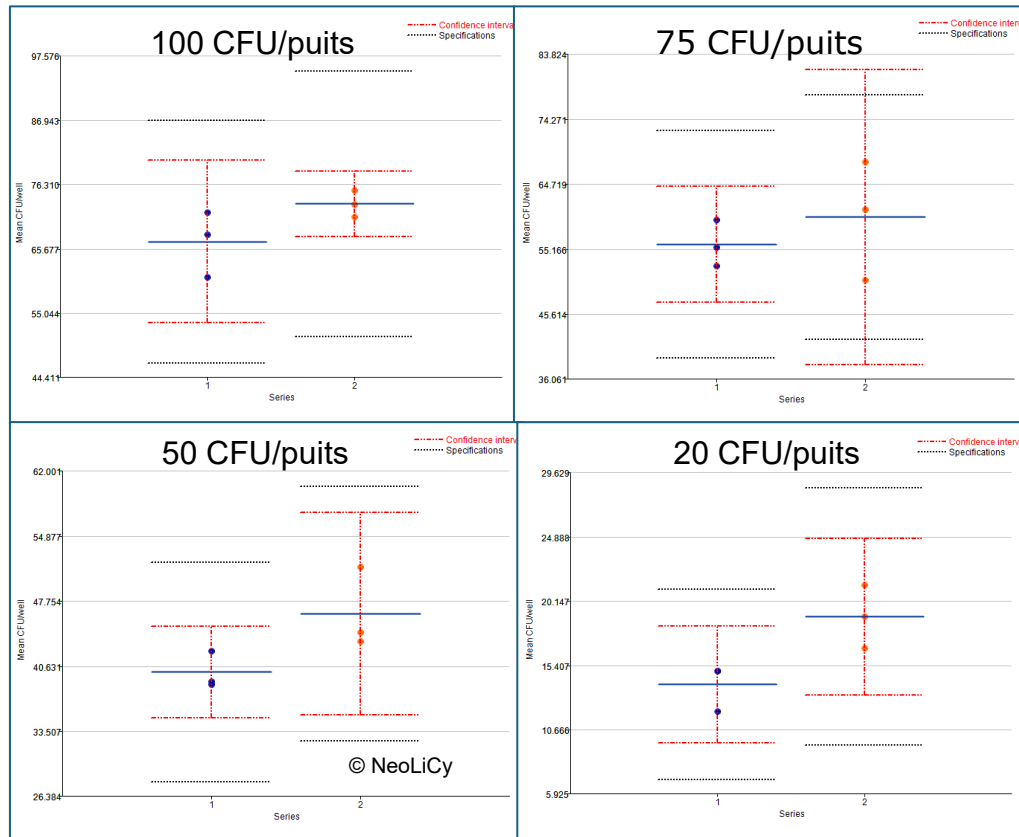 100 CFU/puits
Confidence interva
Specifications
97.576
86.943
76.310
65.677
55.044
44.411
Mean CFU/well
1
2
Series
75 CFU/puits
Confidence interva
Specifications
83.824
74.271
64.719
55.166
45.614
36.061
Mean CFU/well
1
2
Series
50 CFU/puits
Confidence interva
Specifications
62.001
54.877
47.754
40.631
33.507
26.384
Mean CFU/well
© NeoLiCy
1
2
Series
20 CFU/puits
Confidence interva
Specifications
29.629
24.888
20.147
15.407
10.666
5.925
Mean CFU/well
1
2
Series